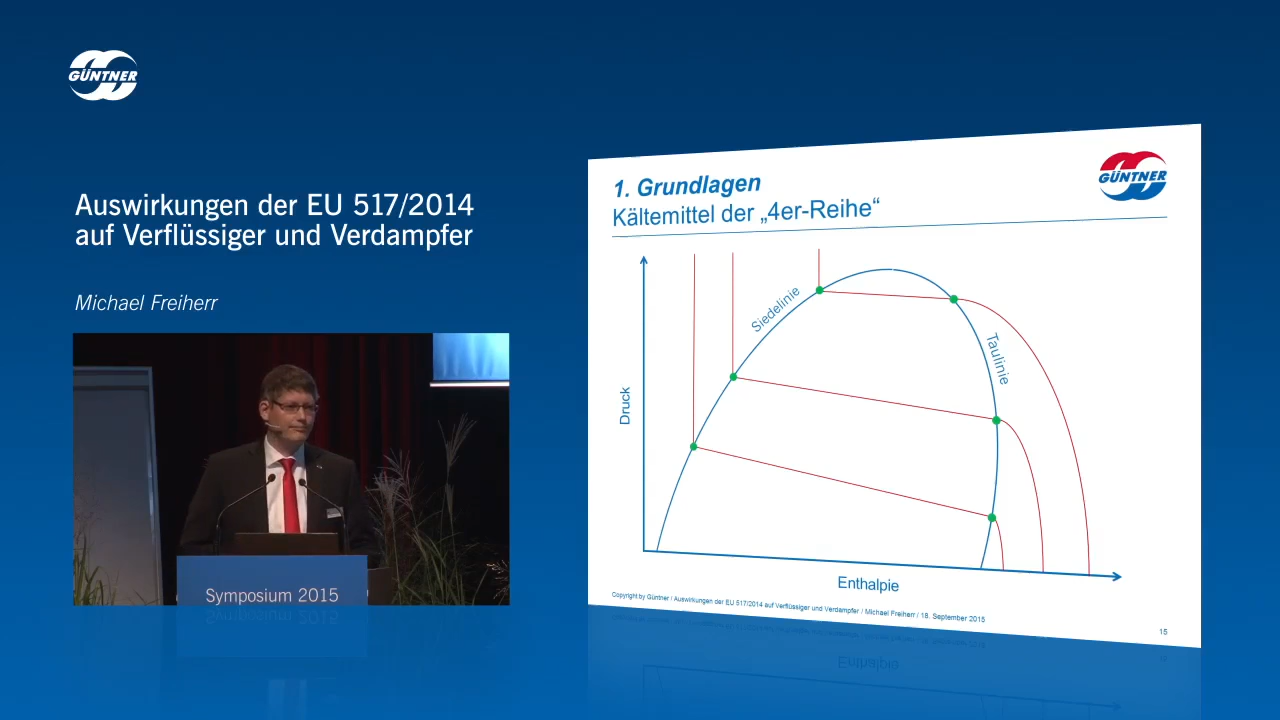 GÜNTNER
Auswirkungen der EU 517/2014
auf Verflüssiger und Verdampfer
Michael Freiherr
Symposium 2015
GÜNTNER
1. Grundlagen
Kältemittel der „4er-Reihe“
Siedelinie
Taulinie
Druck
Enthalpie
Copyright by Güntner / Auswirkungen der EU 517/2014 auf Verflüssiger und Verdampfer / Michael Freiherr / 18. September 2015
15